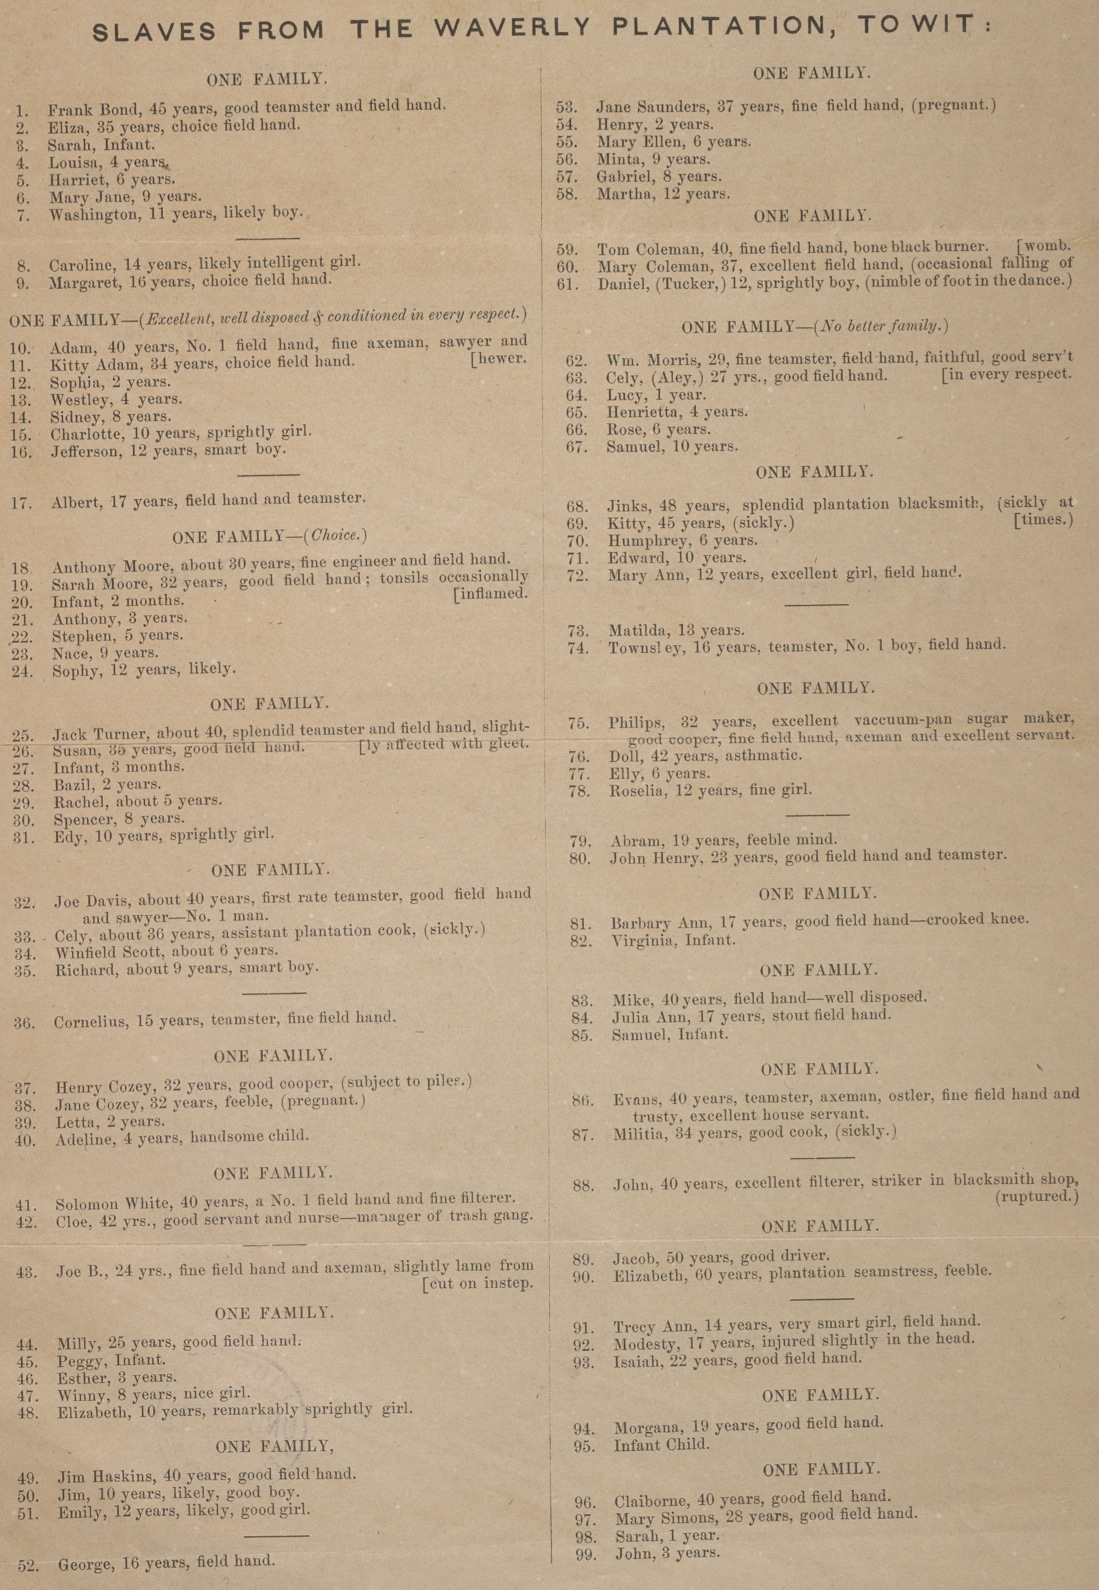 SLAVES FROM THE WAVERLY PLANTATION, TO WIT:
ONE FAMILY.
1. Frank Bond, 45 years, good teamster and field hand.
2. Eliza, 35 years, choice field hand.
3. Sarah, Infant.
4. Louisa, 4 years.
5. Harriet, 6 years.
6. Mary Jane, 9 years.
7. Washington, 11 years, likely boy.
8. Caroline, 14 years, likely intelligent girl.
9. Margaret, 16 years, choice field hand.
ONE FAMILY—(Excellent, well disposed & conditioned in every respect.)
10. Adam, 40 years, No. 1 field hand, fine axeman, sawyer and
11. Kitty Adam, 34 years, choice field hand. [hewer.
12. Sophia, 2 years.
13. Westley, 4 years.
14. Sidney, 8 years.
15. Charlotte, 10 years, sprightly girl.
16. Jefferson, 12 years, smart boy.
17. Albert, 17 years, field hand and teamster.
ONE FAMILY—(Choice.)
18 Anthony Moore, about 30 years, fine engineer and field hand.
19. Sarah Moore, 32 years, good field hand; tonsils occasionally
20. Infant, 2 months. [inflamed.
21. Anthony, 3 years.
22. Stephen, 5 years.
23. Nace, 9 years.
24. Sophy, 12 years, likely.
ONE FAMILY.
25. Jack Turner, about 40, splendid teamster and field hand, slight-
26. Susan, 35 years, good field hand. [ly affected with gleet.
27. Infant, 3 months.
28. Bazil, 2 years.
29. Rachel, about 5 years.
30. Spencer, 8 years.
31. Edy, 10 years, sprightly girl.
ONE FAMILY.
32. Joe Davis, about 40 years, first rate teamster, good field hand
and sawyer—No. 1 man.
33. Cely, about 36 years, assistant plantation cook, (sickly.)
34. Winfield Scott, about 6 years.
35. Richard, about 9 years, smart boy.
36. Cornelius, 15 years, teamster, fine field hand.
ONE FAMILY.
37. Henry Cozey, 32 years, good cooper, (subject to piles.)
38. Jane Cozey, 32 years, feeble, (pregnant.)
39. Letta, 2 years.
40. Adeline, 4 years, handsome child.
ONE FAMILY.
41. Solomon White, 40 years, a No. 1 field hand and fine filterer.
42. Cloe, 42 yrs., good servant and nurse—manager of trash gang.
43. Joe B., 24 yrs., fine field hand and axeman, slightly lame from
[cut on instep.
ONE FAMILY.
44. Milly, 25 years, good field hand.
45. Peggy, Infant.
46. Esther, 3 years.
47. Winny, 8 years, nice girl.
48. Elizabeth, 10 years, remarkably sprightly girl.
ONE FAMILY,
49. Jim Haskins, 40 years, good field hand.
50. Jim, 10 years, likely, good boy.
51. Emily, 12 years, likely, good girl.
52. George, 16 years, field hand.
ONE FAMILY.
53. Jane Saunders, 37 years, fine field hand, (pregnant.)
54. Henry, 2 years.
55. Mary Ellen, 6 years.
56. Minta, 9 years.
57. Gabriel, 8 years.
58. Martha, 12 years.
ONE FAMILY.
59. Tom Coleman, 40, fine field hand, bone black burner. [womb.
60. Mary Coleman, 37, excellent field hand, (occasional falling of
61. Daniel, (Tucker,) 12, sprightly boy, (nimble of foot in the dance.)
ONE FAMILY—(No better family.)
62. Wm. Morris, 29, fine teamster, field hand, faithful, good serv't
63. Cely, (Aley,) 27 yrs., good field hand. [in every respect.
64. Lucy, 1 year.
65. Henrietta, 4 years.
66. Rose, 6 years.
67. Samuel, 10 years.
ONE FAMILY.
68. Jinks, 48 years, splendid plantation blacksmith, (sickly at
69. Kitty, 45 years, (sickly.) [times.)
70. Humphrey, 6 years.
71. Edward, 10 years.
72. Mary Ann, 12 years, excellent girl, field hand.
73. Matilda, 13 years.
74. Townsley, 16 years, teamster, No. 1 boy, field hand.
ONE FAMILY.
75. Philips, 32 years, excellent vaccuum-pan sugar maker,
good cooper, fine field hand, axeman and excellent servant.
76. Doll, 42 years, asthmatic.
77. Elly, 6 years.
78. Roselia, 12 years, fine girl.
79. Abram, 19 years, feeble mind.
80. John Henry, 23 years, good field hand and teamster.
ONE FAMILY.
81. Barbary Ann, 17 years, good field hand—crooked knee.
82. Virginia, Infant.
ONE FAMILY.
83. Mike, 40 years, field hand—well disposed.
84. Julia Ann, 17 years, stout field hand.
85. Samuel, Infant.
ONE FAMILY.
86. Evans, 40 years, teamster, axeman, ostler, fine field hand and
trusty, excellent house servant.
87. Militia, 34 years, good cook, (sickly.)
88. John, 40 years, excellent filterer, striker in blacksmith shop,
(ruptured.)
ONE FAMILY.
89. Jacob, 50 years, good driver.
90. Elizabeth, 60 years, plantation seamstress, feeble.
91. Trecy Ann, 14 years, very smart girl, field hand.
92. Modesty, 17 years, injured slightly in the head.
93. Isaiah, 22 years, good field hand.
ONE FAMILY.
94. Morgana, 19 years, good field hand.
95. Infant Child.
ONE FAMILY.
96. Claiborne, 40 years, good field hand.
97. Mary Simons, 28 years, good field hand.
98. Sarah, 1 year.
99. John, 3 years.